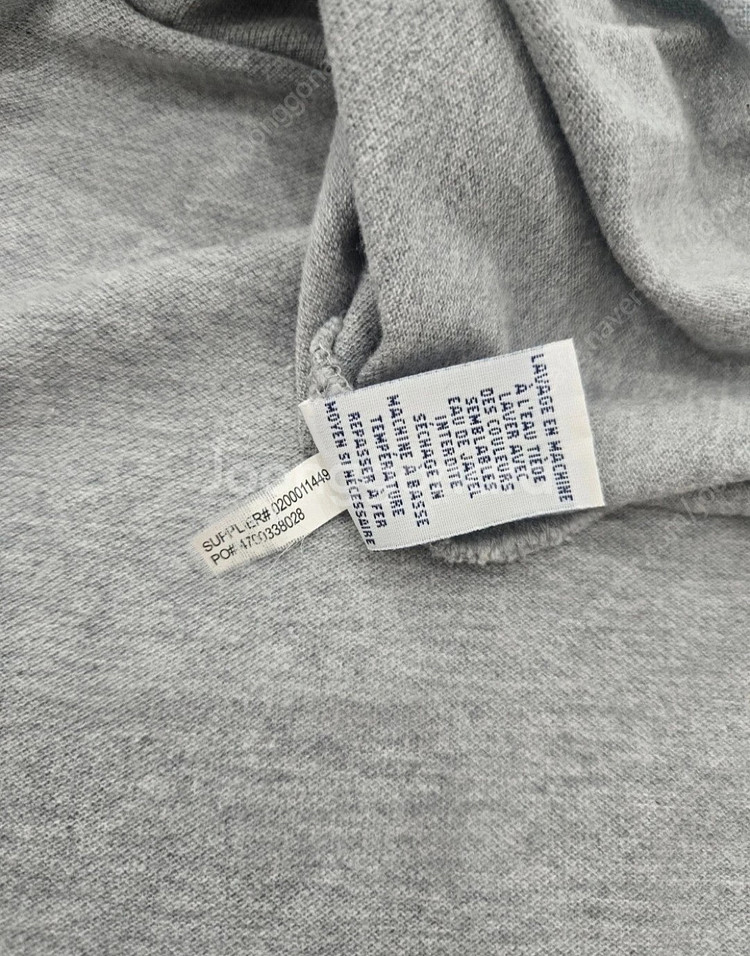 LAVAGE EN MACHINE
À L'EAU TIÈDE
LAVER AVEC
DES COULEURS
SEMBLABLES
EAU DE JAVEL
INTERDITE
SÉCHAGE EN
MACHINE À BASSE
TEMPÉRATURE
REPASSER À FER
MOYEN SI NÉCESSAIRE
SUPPLIER# 0200011449
PO# 4700338028